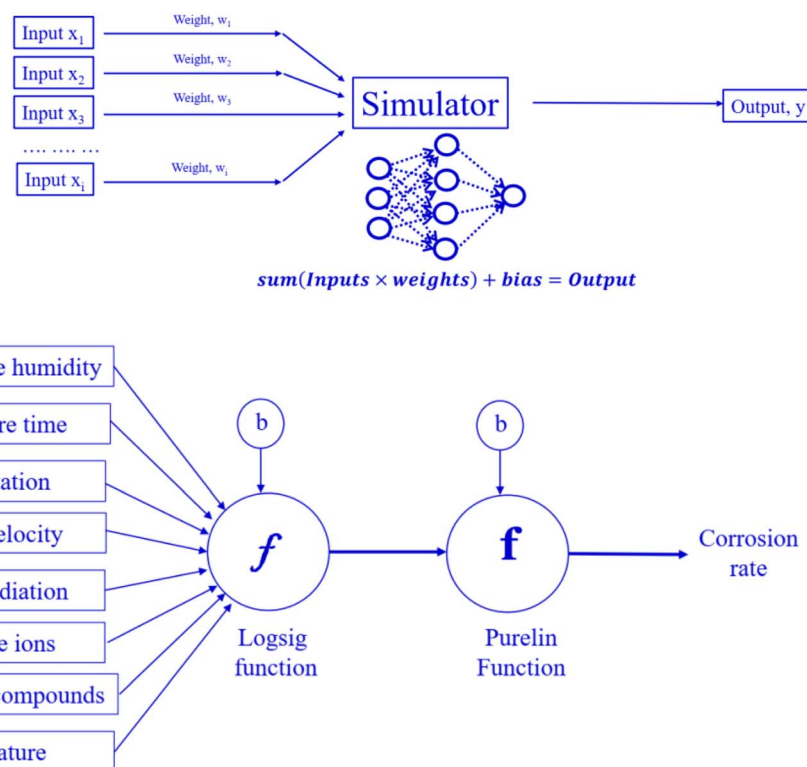 Input x₁
Weight, w₁
Input x₂
Weight, w₂
Input x₃
Weight, w₃
.... .... ...
Input xᵢ
Weight, wᵢ
Simulator
Output, y
sum(Inputs × weights) + bias = Output
e humidity
re time
ation
elocity
diation
e ions
compounds
ature
b
b
f
f
Logsig
function
Purelin
Function
Corrosion
rate